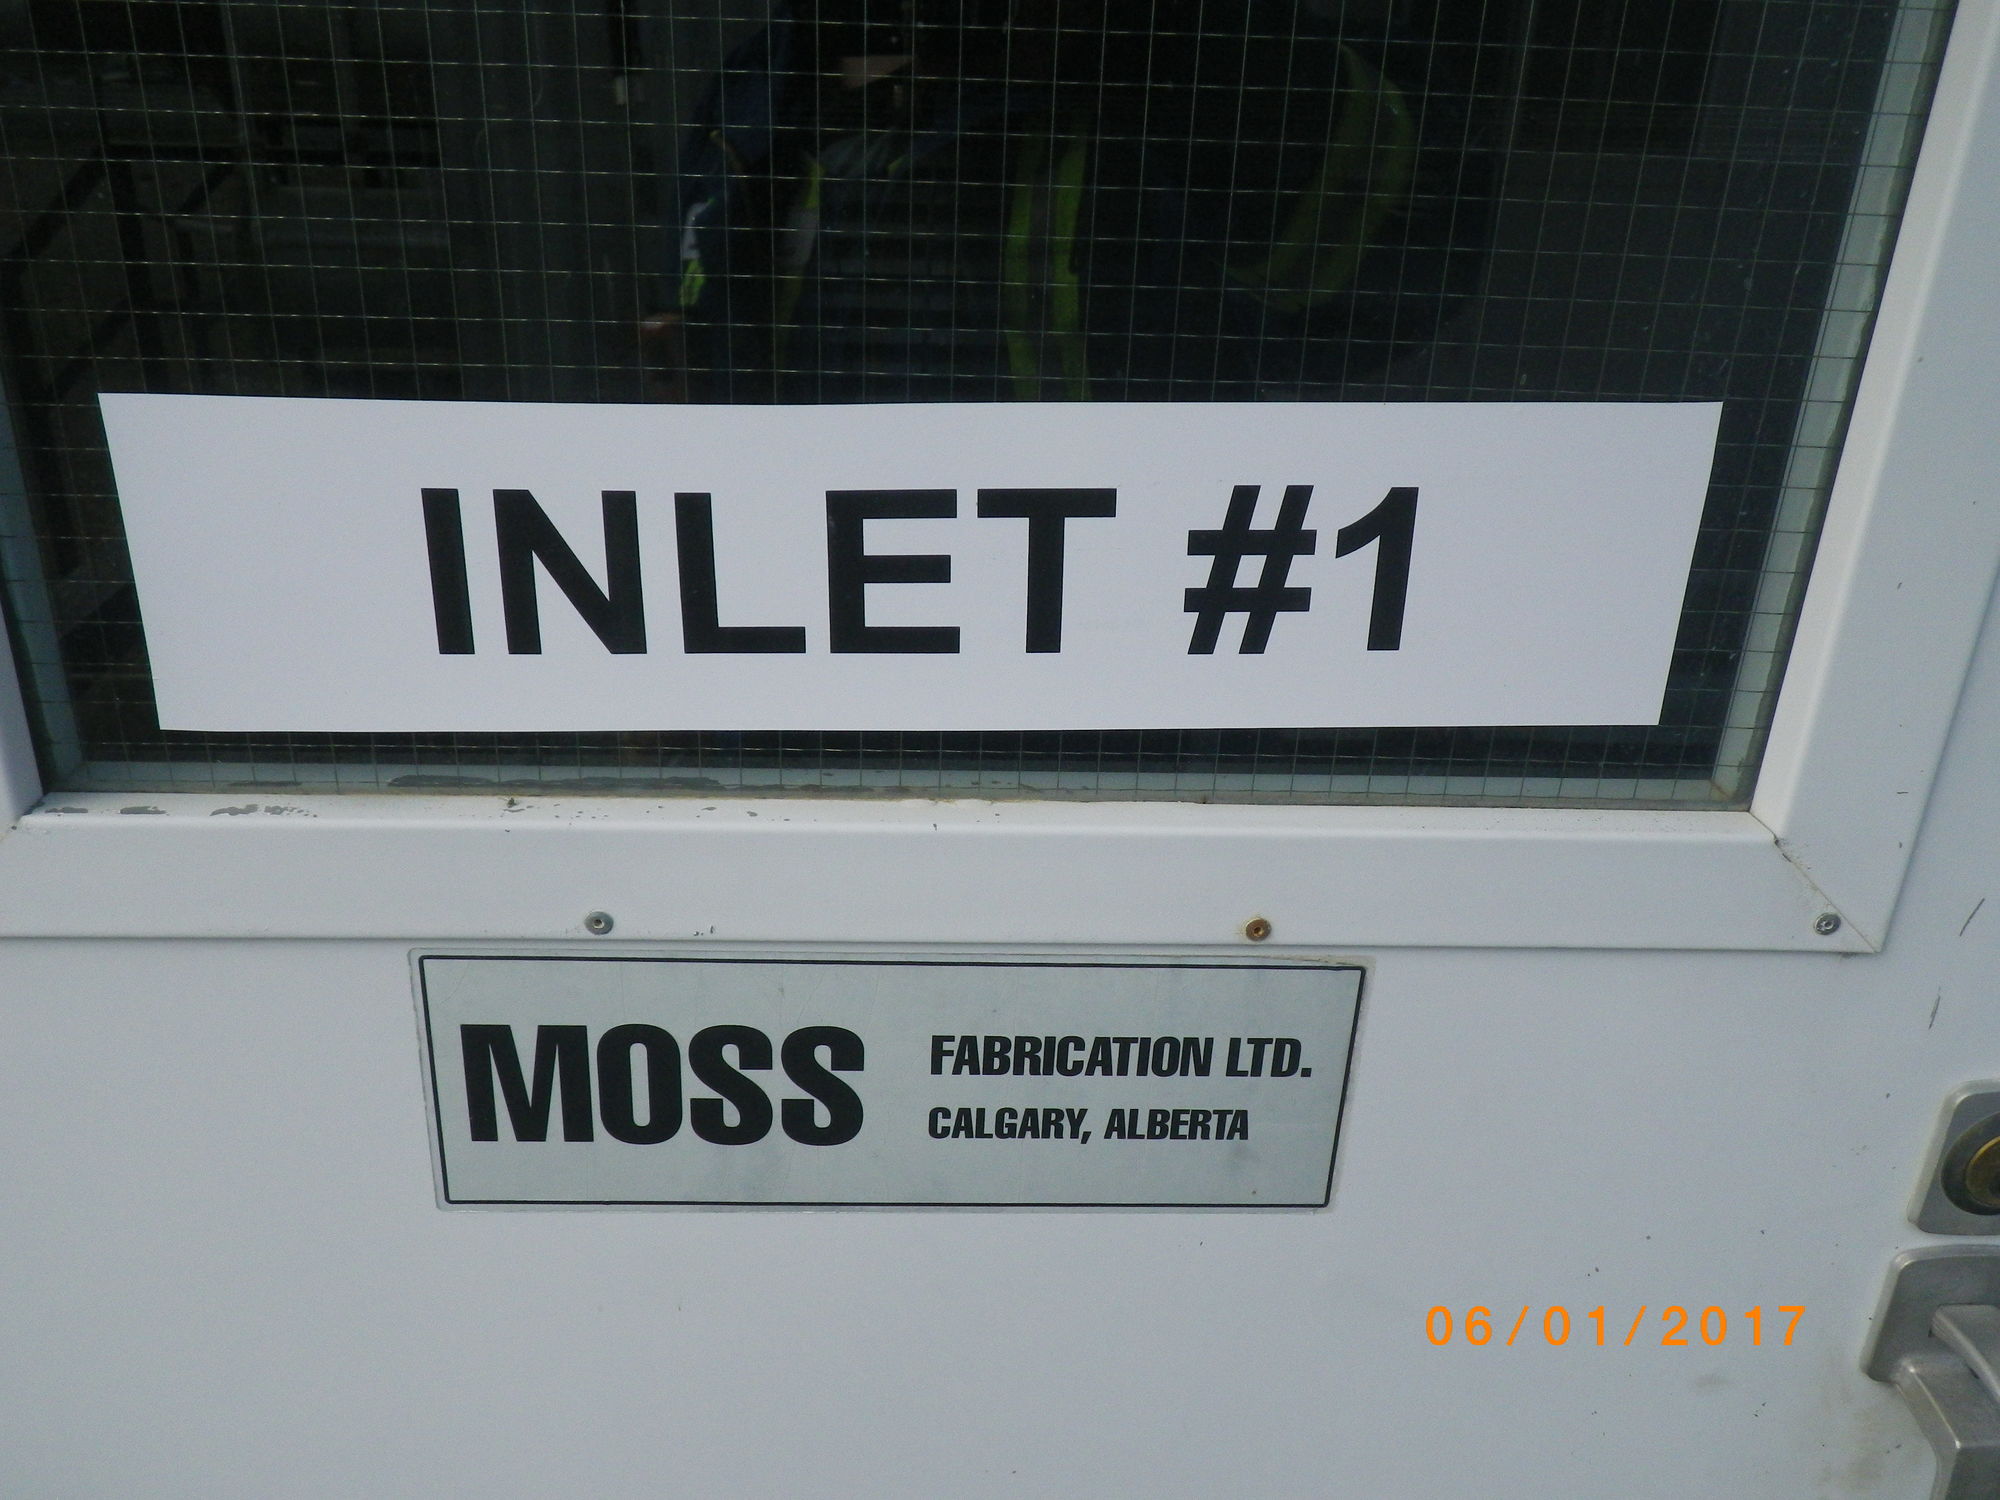 INLET #1
MOSS
FABRICATION LTD.
CALGARY, ALBERTA
06/01/2017